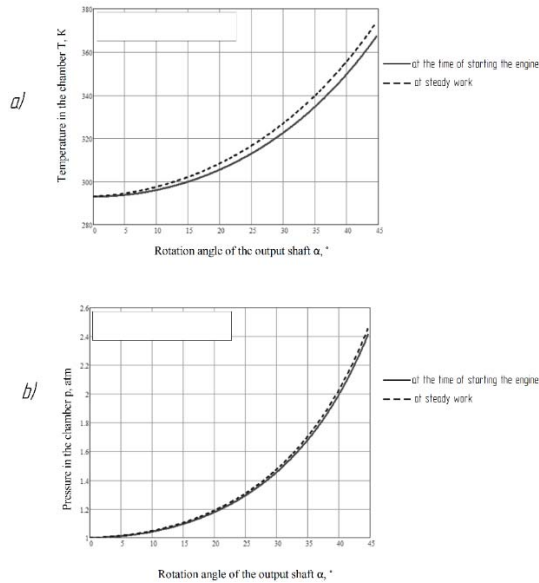 a)
Temperature in the chamber T, K
380
360
340
320
300
280
0 5 10 15 20 25 30 35 40 45
Rotation angle of the output shaft α, °
at the time of starting the engine
at steady work
b)
Pressure in the chamber p, atm
2.6
2.4
2.2
2
1.8
1.6
1.4
1.2
1
0 5 10 15 20 25 30 35 40 45
Rotation angle of the output shaft α, °
at the time of starting the engine
at steady work